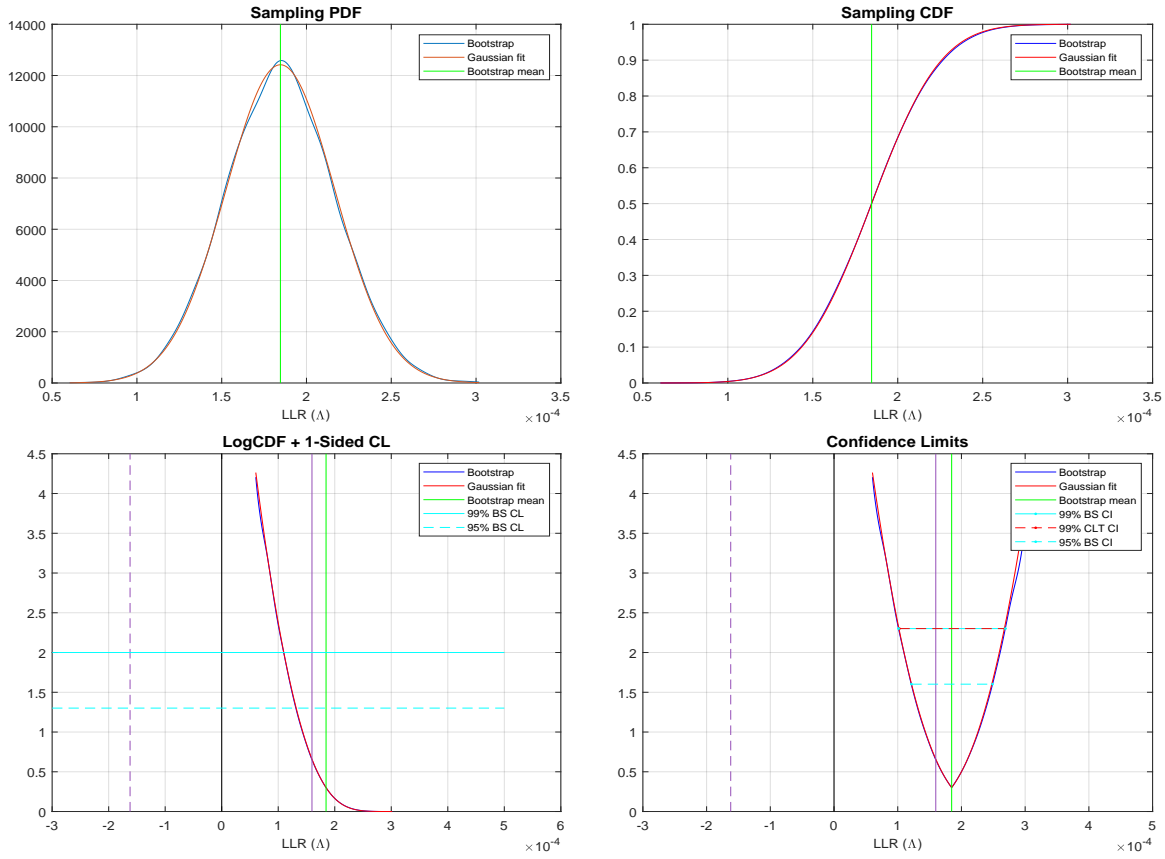 Sampling PDF
14000
12000
10000
8000
6000
4000
2000
0
Bootstrap
Gaussian fit
Bootstrap mean
0.5 1 1.5 2 2.5 3 3.5
LLR (Λ)
×10⁻⁴
Sampling CDF
1
0.9
0.8
0.7
0.6
0.5
0.4
0.3
0.2
0.1
0
Bootstrap
Gaussian fit
Bootstrap mean
0.5 1 1.5 2 2.5 3 3.5
LLR (Λ)
×10⁻⁴
LogCDF + 1-Sided CL
4.5
4
3.5
3
2.5
2
1.5
1
0.5
0
Bootstrap
Gaussian fit
Bootstrap mean
99% BS CL
95% BS CL
-3 -2 -1 0 1 2 3 4 5 6
LLR (Λ)
×10⁻⁴
Confidence Limits
4.5
4
3.5
3
2.5
2
1.5
1
0.5
0
Bootstrap
Gaussian fit
Bootstrap mean
99% BS CI
99% CLT CI
95% BS CI
-3 -2 -1 0 1 2 3 4 5
LLR (Λ)
×10⁻⁴